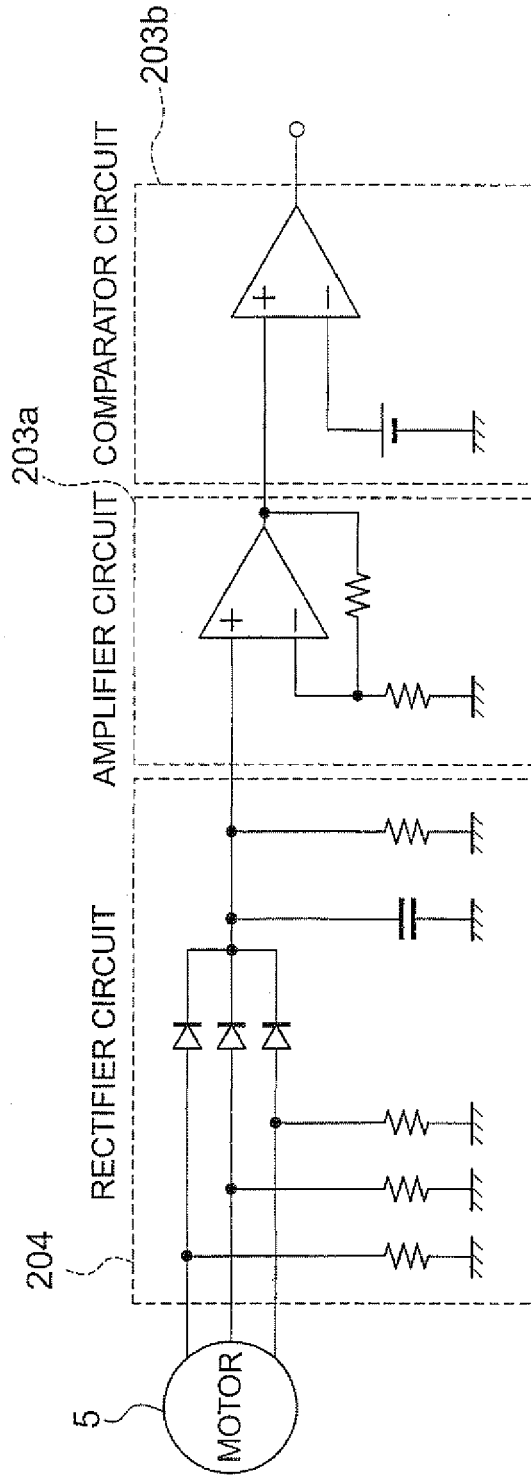 204
RECTIFIER CIRCUIT
AMPLIFIER CIRCUIT
203a
COMPARATOR CIRCUIT
203b
5
MOTOR
+
−
+
−